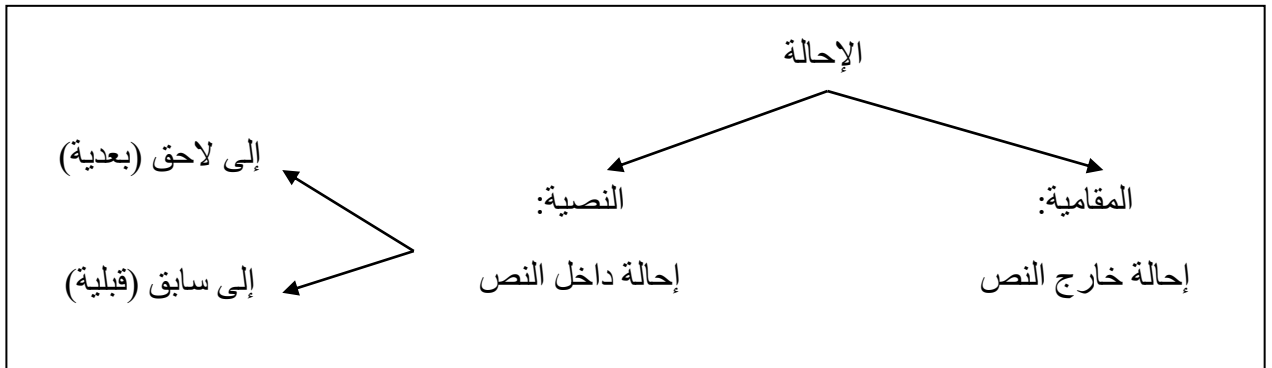 الإحالة
المقامية:
إحالة خارج النص
النصية:
إحالة داخل النص
إلى لاحق (بعدية)
إلى سابق (قبلية)